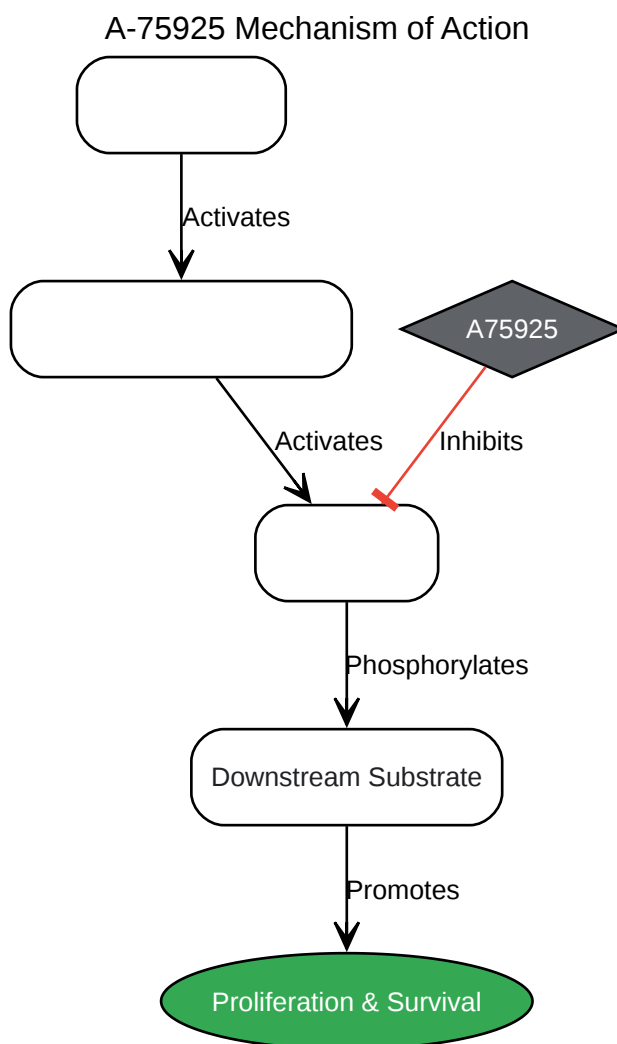 A-75925 Mechanism of Action
Activates
A75925
Activates
Inhibits
Phosphorylates
Downstream Substrate
Promotes
Proliferation & Survival